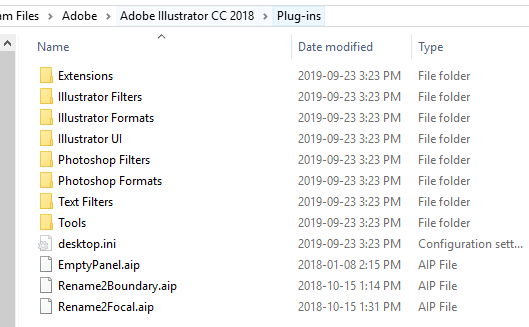 am Files > Adobe > Adobe Illustrator CC 2018 > Plug-ins
Name Date modified Type
Extensions 2019-09-23 3:23 PM File folder
Illustrator Filters 2019-09-23 3:23 PM File folder
Illustrator Formats 2019-09-23 3:23 PM File folder
Illustrator UI 2019-09-23 3:23 PM File folder
Photoshop Filters 2019-09-23 3:23 PM File folder
Photoshop Formats 2019-09-23 3:23 PM File folder
Text Filters 2019-09-23 3:23 PM File folder
Tools 2019-09-23 3:23 PM File folder
desktop.ini 2019-09-23 3:23 PM Configuration sett...
EmptyPanel.aip 2018-01-08 2:15 PM AIP File
Rename2Boundary.aip 2018-10-15 1:14 PM AIP File
Rename2Focal.aip 2018-10-15 1:31 PM AIP File